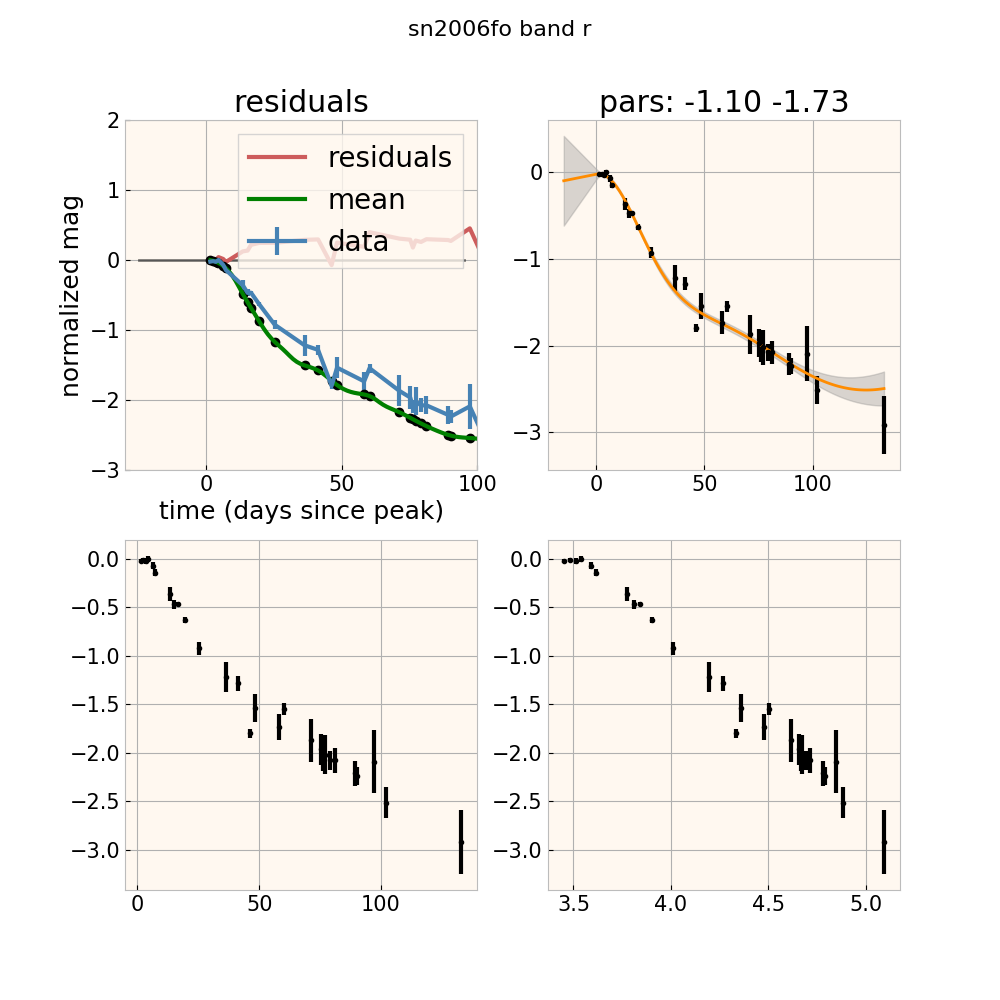 sn2006fo band r
residuals
pars: -1.10 -1.73
residuals
mean
data
normalized mag
2
1
0
−1
−2
−3
0 50 100
time (days since peak)
0
−1
−2
−3
0 50 100
0.0
−0.5
−1.0
−1.5
−2.0
−2.5
−3.0
0 50 100
0.0
−0.5
−1.0
−1.5
−2.0
−2.5
−3.0
3.5 4.0 4.5 5.0